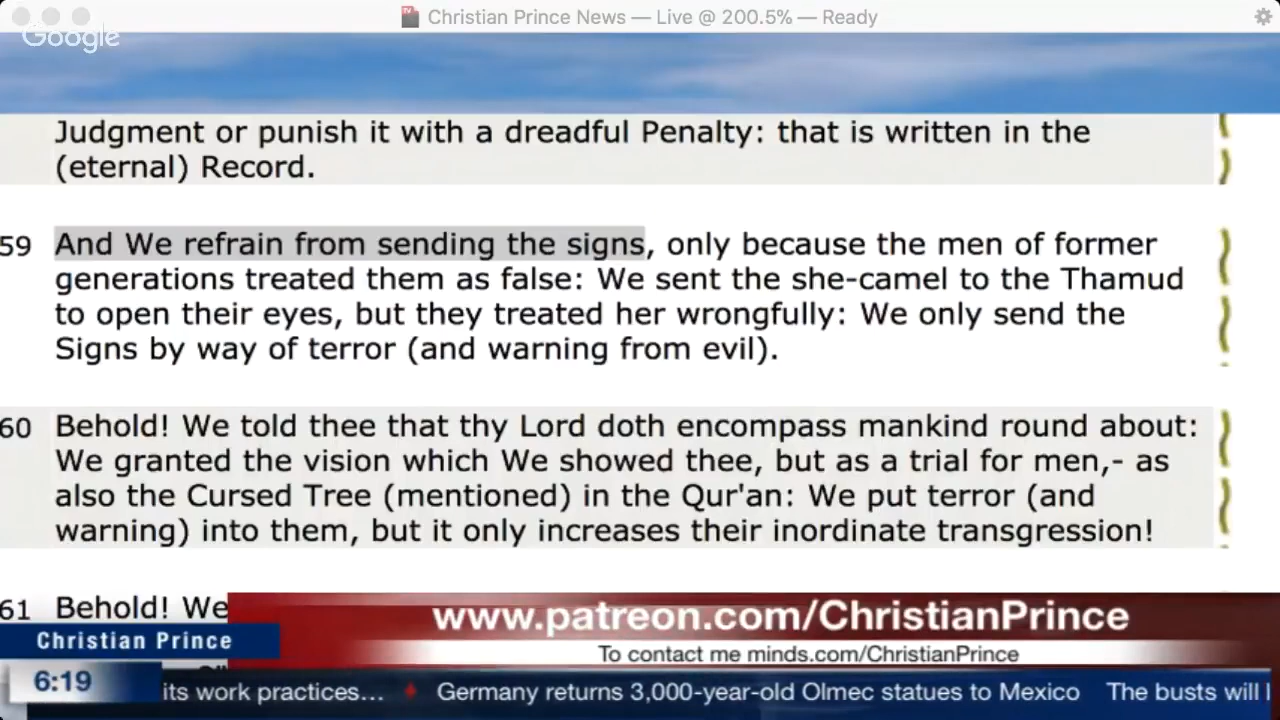 Christian Prince News — Live @ 200.5% — Ready
Google
Judgment or punish it with a dreadful Penalty: that is written in the
(eternal) Record.
59 And We refrain from sending the signs, only because the men of former
generations treated them as false: We sent the she-camel to the Thamud
to open their eyes, but they treated her wrongfully: We only send the
Signs by way of terror (and warning from evil).
60 Behold! We told thee that thy Lord doth encompass mankind round about:
We granted the vision which We showed thee, but as a trial for men,- as
also the Cursed Tree (mentioned) in the Qur'an: We put terror (and
warning) into them, but it only increases their inordinate transgression!
61 Behold! We
www.patreon.com/ChristianPrince
Christian Prince
To contact me minds.com/ChristianPrince
6:19
its work practices... Germany returns 3,000-year-old Olmec statues to Mexico The busts will